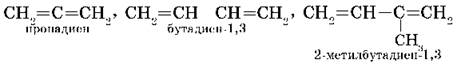 CH₂=C=CH₂, CH₂=CH CH=CH₂, CH₂=CH–C=CH₂
пропадиен бутадиен-1,3 CH₃
2-метилбутадиен-1,3